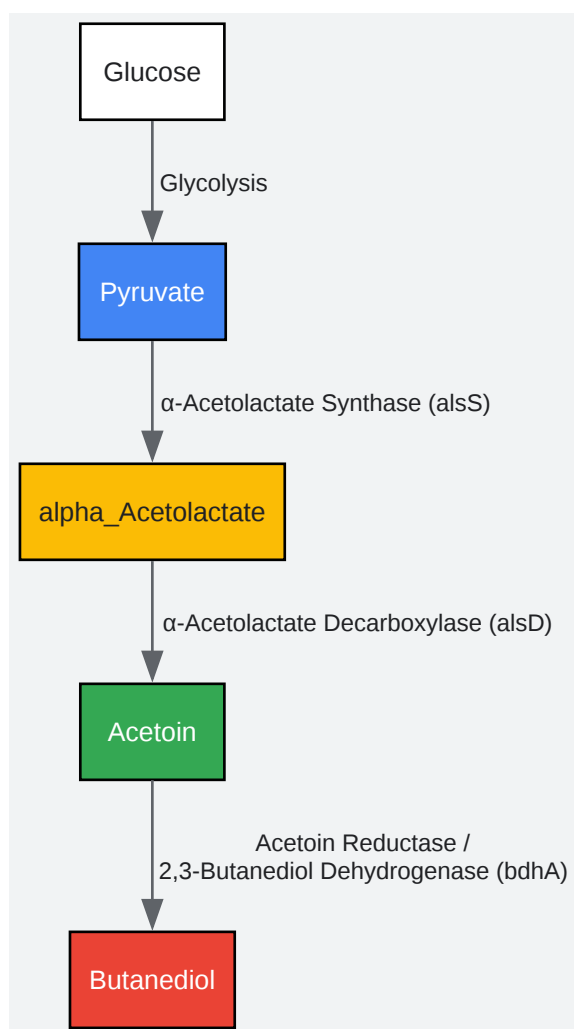 Glucose
Glycolysis
Pyruvate
α-Acetolactate Synthase (alsS)
alpha_Acetolactate
α-Acetolactate Decarboxylase (alsD)
Acetoin
Acetoin Reductase /
2,3-Butanediol Dehydrogenase (bdhA)
Butanediol